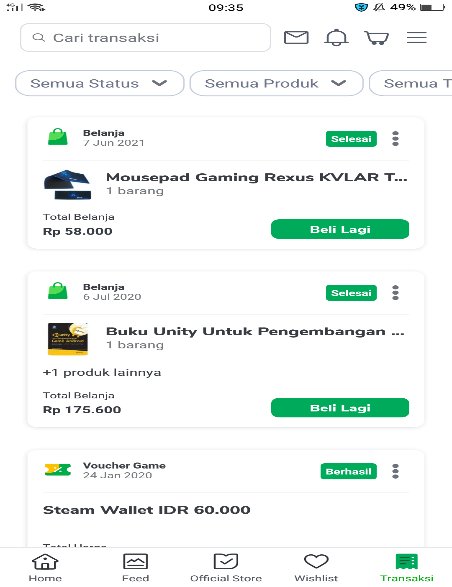 09:35
49%
Cari transaksi
Semua Status
Semua Produk
Semua T
Belanja
7 Jun 2021
Selesai
Mousepad Gaming Rexus KVLAR T...
1 barang
Total Belanja
Rp 58.000
Beli Lagi
Belanja
6 Jul 2020
Selesai
Buku Unity Untuk Pengembangan ...
1 barang
+1 produk lainnya
Total Belanja
Rp 175.600
Beli Lagi
Voucher Game
24 Jan 2020
Berhasil
Steam Wallet IDR 60.000
Total Harga
Home
Feed
Official Store
Wishlist
Transaksi